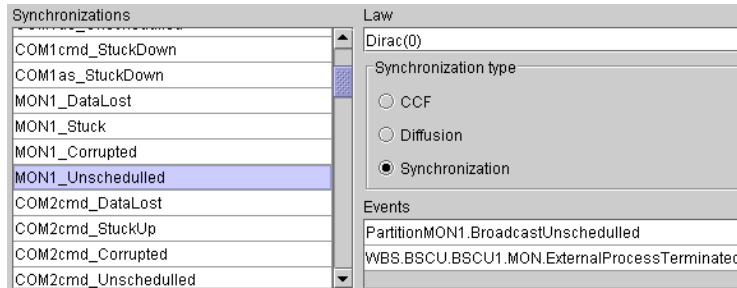 Synchronizations
COM1cmd_StuckDown
COM1as_StuckDown
MON1_DataLost
MON1_Stuck
MON1_Corrupted
MON1_Unschedulled
COM2cmd_DataLost
COM2cmd_StuckUp
COM2cmd_Corrupted
COM2cmd_Unschedulled
Law
Dirac(0)
Synchronization type
CCF
Diffusion
Synchronization
Events
PartitionMON1.BroadcastUnschedulled
WBS.BSCU.BSCU1.MON.ExternalProcessTerminated